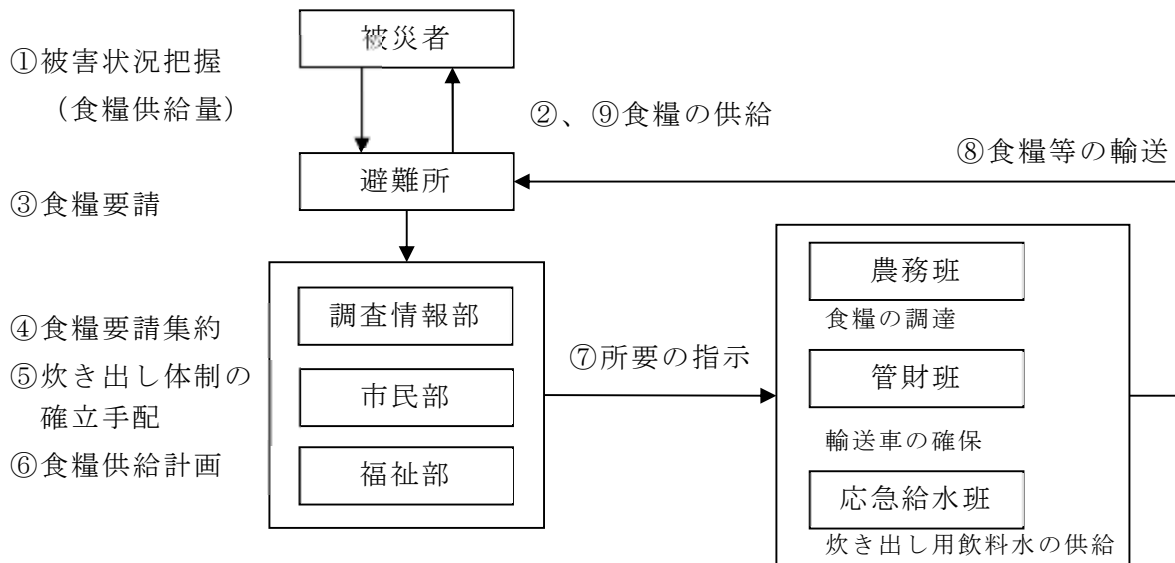 被災者
①被害状況把握
（食糧供給量）
②、⑨食糧の供給
⑧食糧等の輸送
避難所
③食糧要請
農務班
食糧の調達
調査情報部
④食糧要請集約
⑦所要の指示
⑤炊き出し体制の
確立手配
市民部
管財班
輸送車の確保
⑥食糧供給計画
福祉部
応急給水班
炊き出し用飲料水の供給